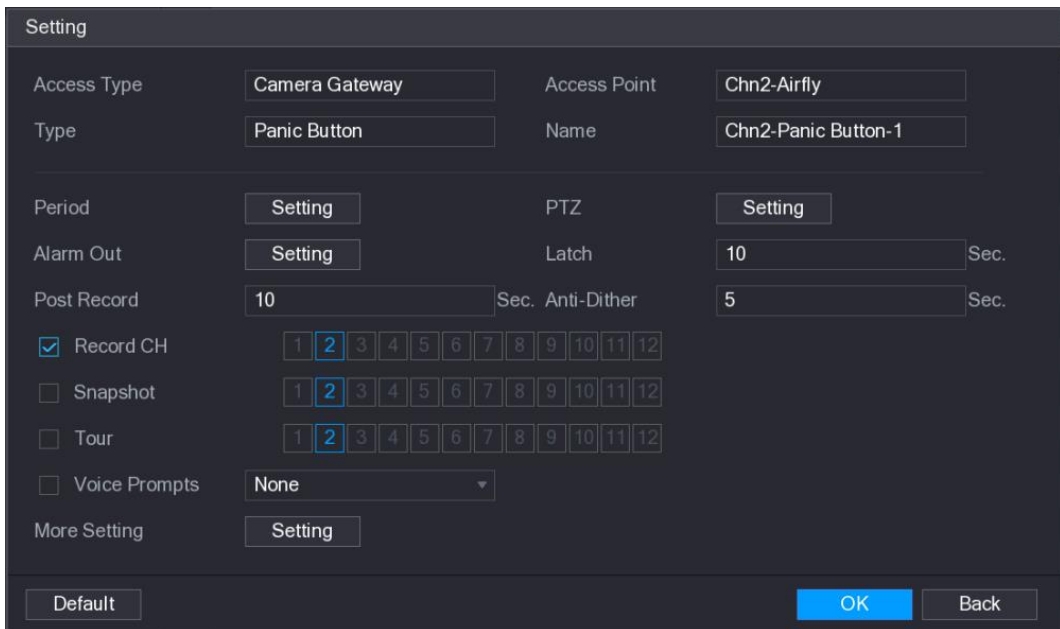 Setting
Access Type Camera Gateway Access Point Chn2-Airfly
Type Panic Button Name Chn2-Panic Button-1
Period Setting PTZ Setting
Alarm Out Setting Latch 10 Sec.
Post Record 10 Sec. Anti-Dither 5 Sec.
Record CH 1 2 3 4 5 6 7 8 9 10 11 12
Snapshot 1 2 3 4 5 6 7 8 9 10 11 12
Tour 1 2 3 4 5 6 7 8 9 10 11 12
Voice Prompts None
More Setting Setting
Default OK Back